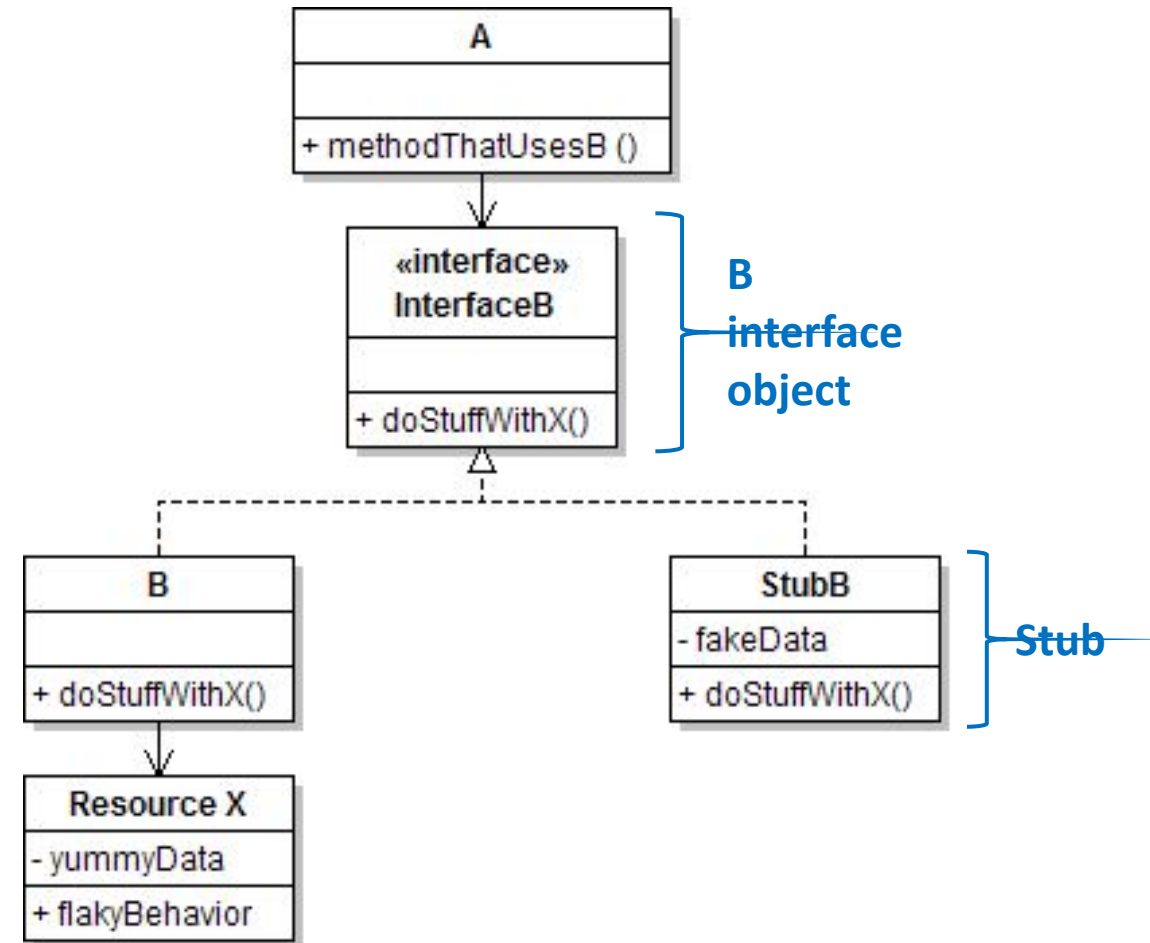 A
+ methodThatUsesB ()
«interface»
InterfaceB
+ doStuffWithX()
B
interface
object
B
+ doStuffWithX()
StubB
- fakeData
+ doStuffWithX()
Stub
Resource X
- yummyData
+ flakyBehavior